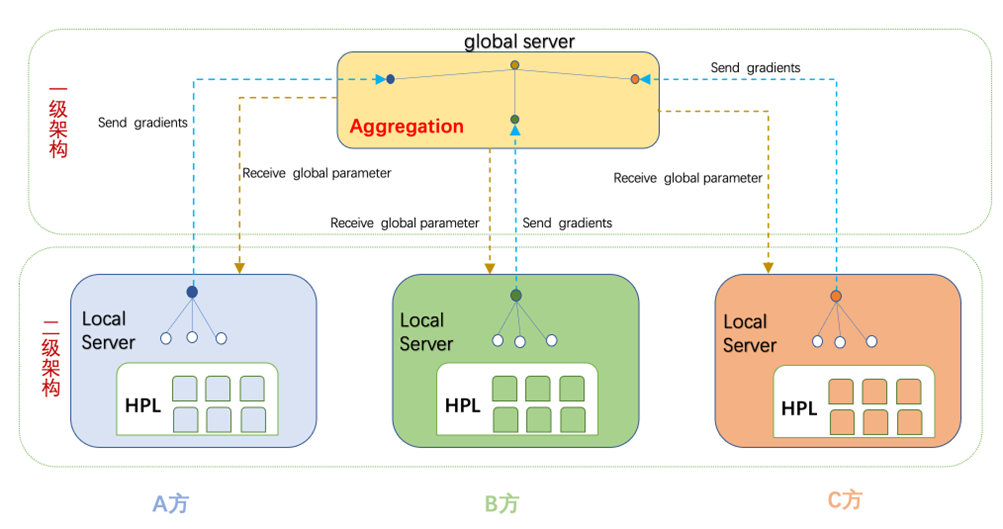 global server
Send gradients
Send gradients
一级架构
Aggregation
Receive global parameter
Receive global parameter
Receive global parameter
Send gradients
二级架构
Local
Server
HPL
Local
Server
HPL
Local
Server
HPL
A方
B方
C方